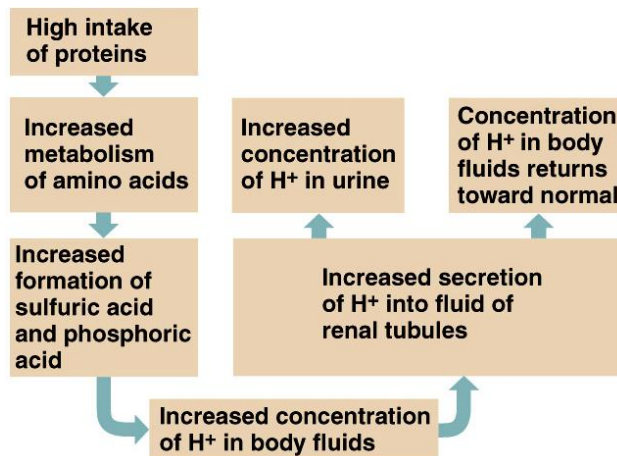 High intake
of proteins
Increased
metabolism
of amino acids
Increased
formation of
sulfuric acid
and phosphoric
acid
Increased concentration
of H⁺ in body fluids
Increased secretion
of H⁺ into fluid of
renal tubules
Increased
concentration
of H⁺ in urine
Concentration
of H⁺ in body
fluids returns
toward normal